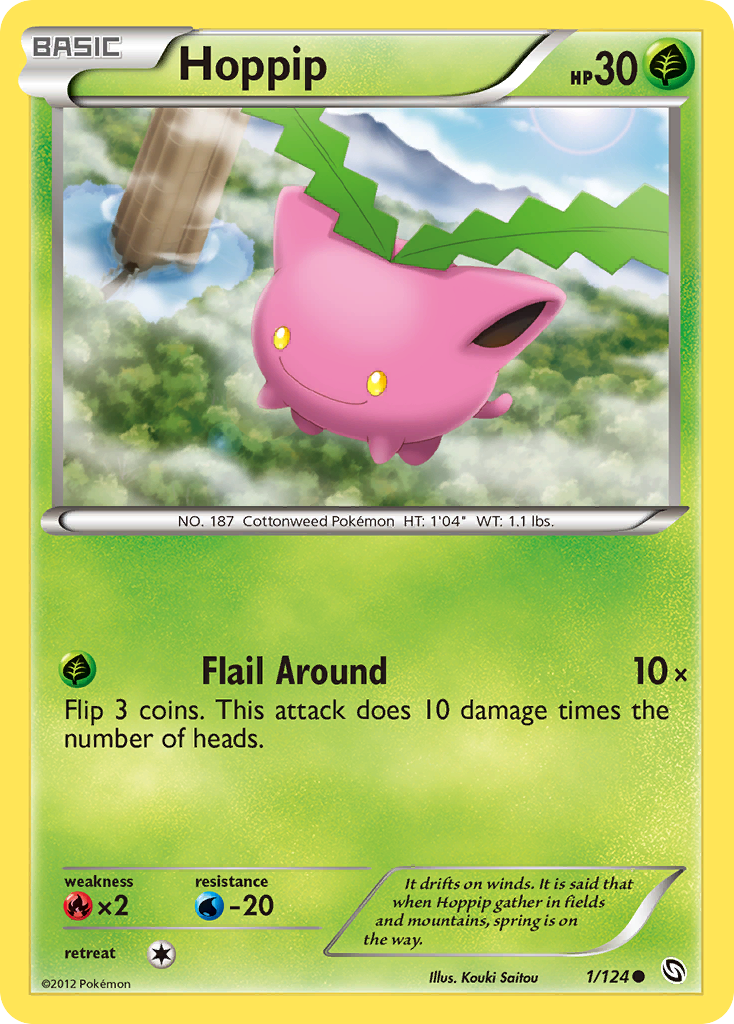 BASIC
Hoppip
HP30
NO. 187 Cottonweed Pokémon HT: 1'04" WT: 1.1 lbs.
Flail Around 10×
Flip 3 coins. This attack does 10 damage times the
number of heads.
weakness
×2
resistance
-20
retreat
It drifts on winds. It is said that
when Hoppip gather in fields
and mountains, spring is on
the way.
©2012 Pokémon
Illus. Kouki Saitou
1/124